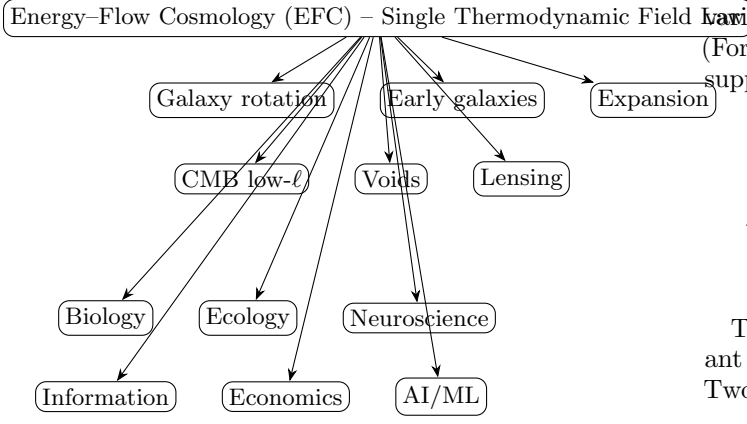 Energy–Flow Cosmology (EFC) – Single Thermodynamic Field Law
(For
supp
Galaxy rotation
Early galaxies
Expansion
CMB low-ℓ
Voids
Lensing
Biology
Ecology
Neuroscience
T
ant
Two
Information
Economics
AI/ML